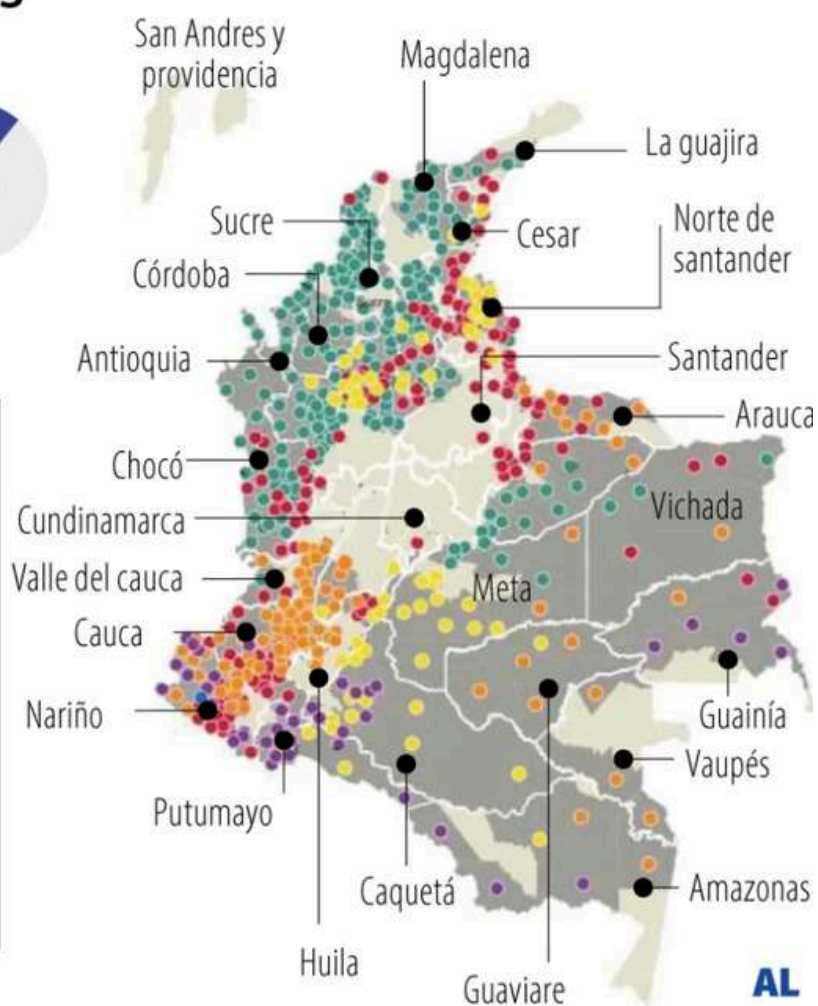 San Andres y
providencia
Magdalena
La guajira
Sucre
Cesar
Norte de
santander
Córdoba
Antioquia
Santander
Arauca
Chocó
Vichada
Cundinamarca
Valle del cauca
Meta
Cauca
Nariño
Guainía
Vaupés
Putumayo
Caquetá
Amazonas
Huila
Guaviare
AL